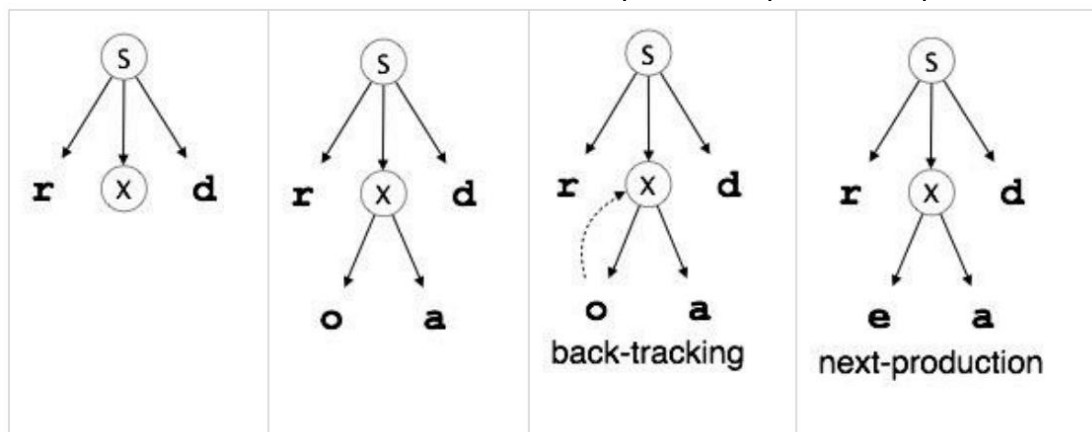 S
r X d
S
r X d
o a
S
r X d
o a
back-tracking
S
r X d
e a
next-production